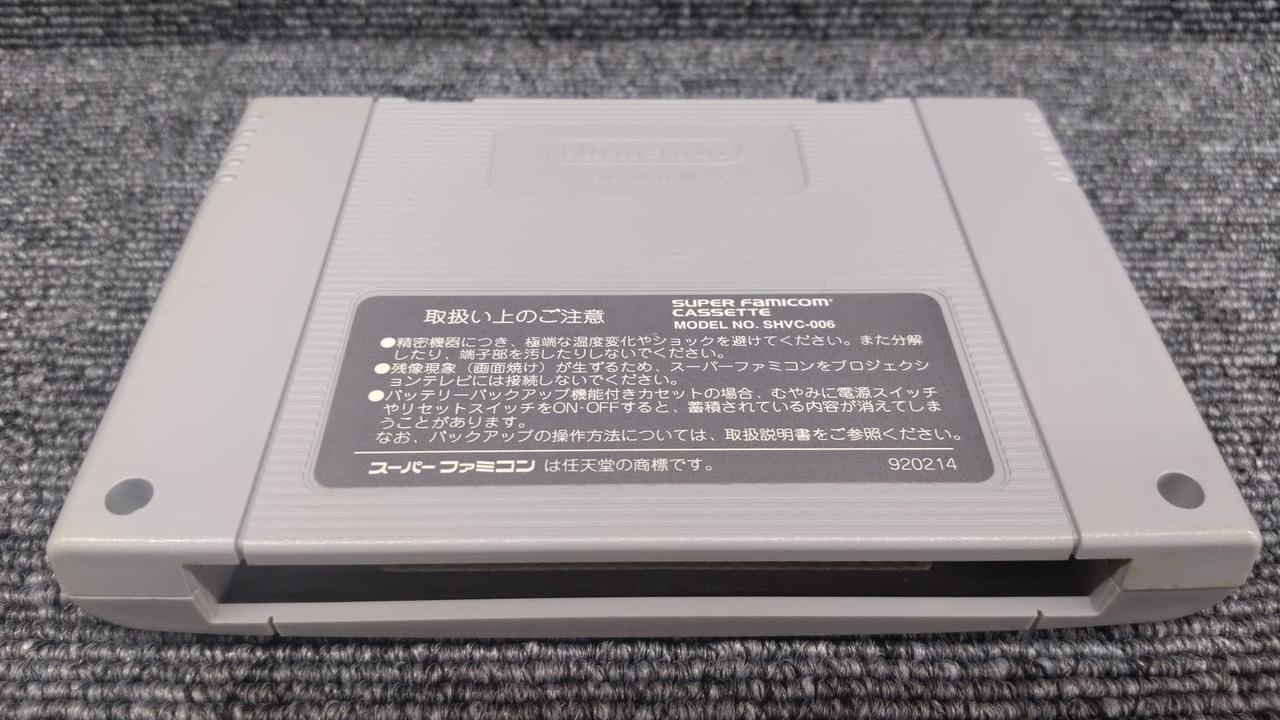 Nintendo
取扱い上のご注意
SUPER FAMICOM
CASSETTE
MODEL NO. SHVC-006
●精密機器につき、極端な温度変化やショックを避けてください。また分解
したり、端子部を汚したりしないでください。
●残像現象（画面焼け）が生ずるため、スーパーファミコンをプロジェクシ
ョンテレビには接続しないでください。
●バッテリーバックアップ機能付きカセットの場合、むやみに電源スイッチ
やリセットスイッチをON・OFFすると、蓄積されている内容が消えてしま
うことがあります。
なお、バックアップの操作方法については、取扱説明書をご参照ください。
スーパーファミコン は任天堂の商標です。
920214